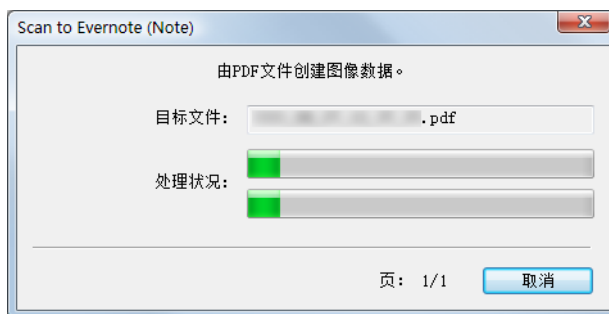 Scan to Evernote (Note)
由PDF文件创建图像数据。
目标文件：
.pdf
处理状况：
页： 1/1
取消